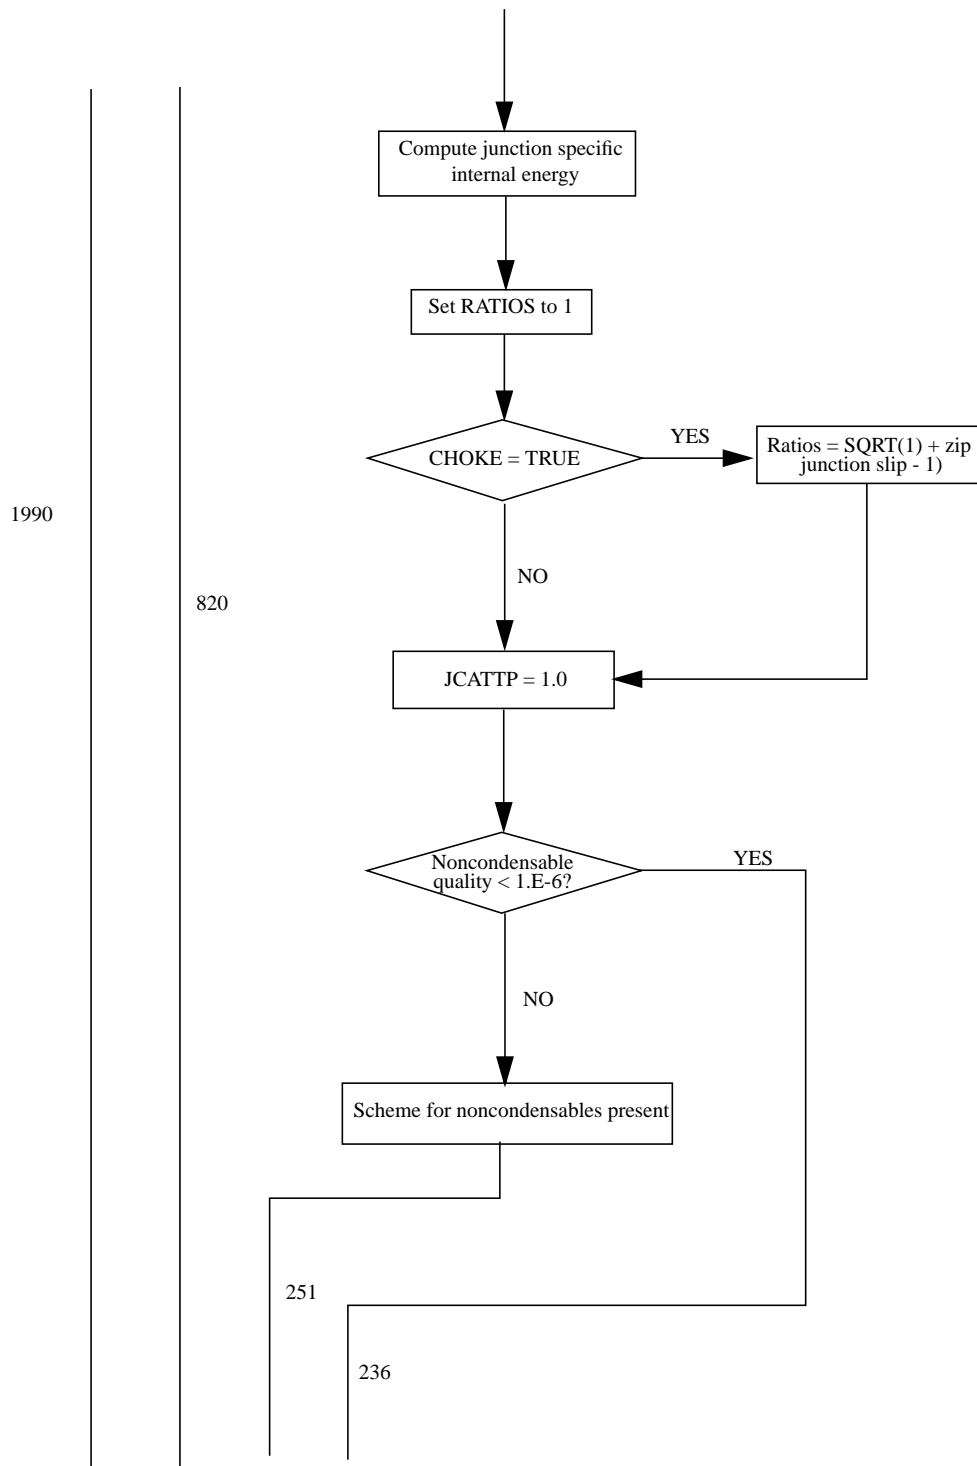 Compute junction specific
internal energy
Set RATIOS to 1
CHOKE = TRUE
YES
Ratios = SQRT(1) + zip
junction slip - 1)
1990
NO
820
JCATTP = 1.0
Noncondensable
quality < 1.E-6?
YES
NO
Scheme for noncondensables present
251
236